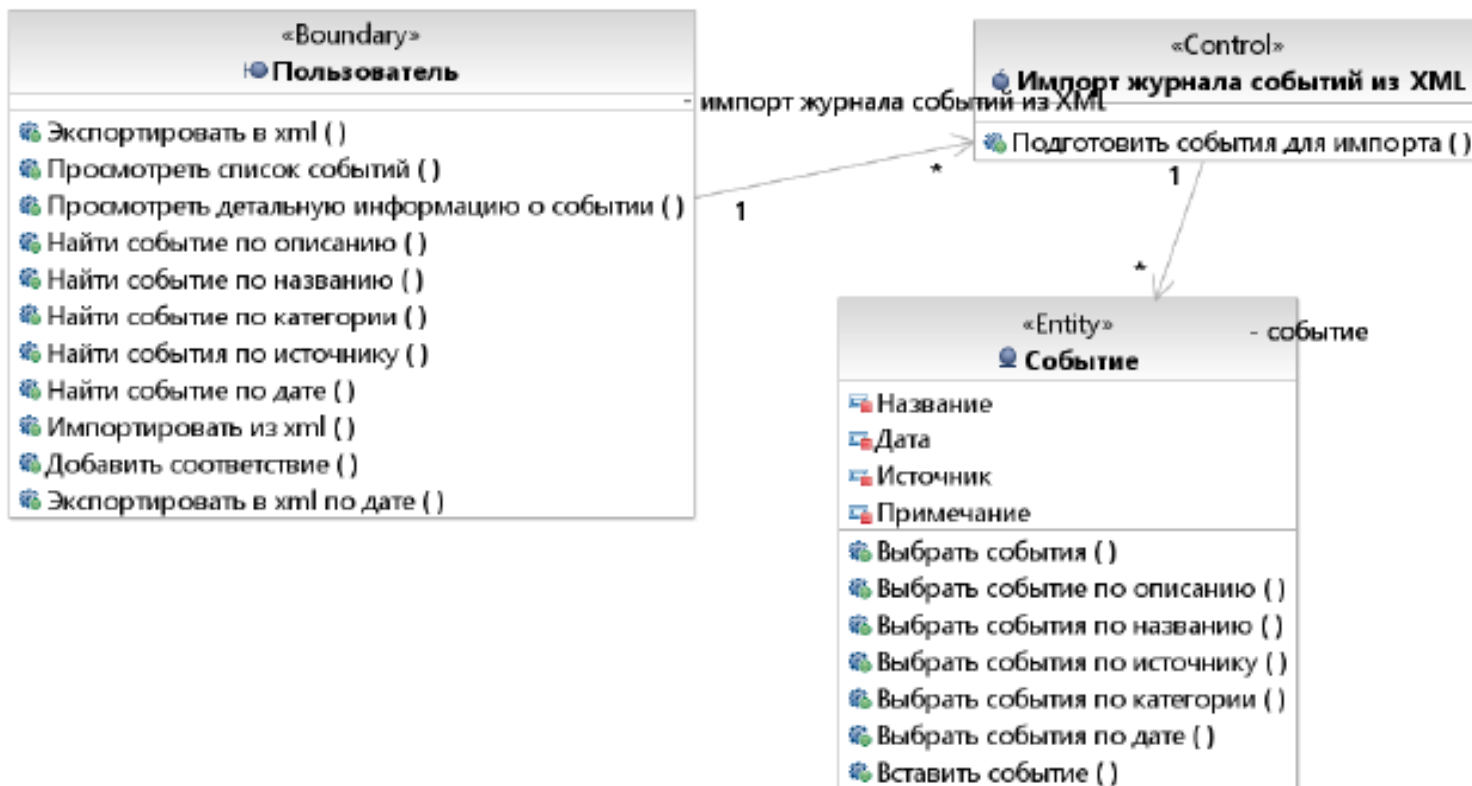 «Boundary»
Пользователь
Экспортировать в xml ( )
Просмотреть список событий ( )
Просмотреть детальную информацию о событии ( )
Найти событие по описанию ( )
Найти событие по названию ( )
Найти событие по категории ( )
Найти события по источнику ( )
Найти событие по дате ( )
Импортировать из xml ( )
Добавить соответствие ( )
Экспортировать в xml по дате ( )
- импорт журнала событий из XML
1
*
«Control»
Импорт журнала событий из XML
Подготовить события для импорта ( )
1
*
- событие
«Entity»
Событие
Название
Дата
Источник
Примечание
Выбрать события ( )
Выбрать событие по описанию ( )
Выбрать события по названию ( )
Выбрать события по источнику ( )
Выбрать события по категории ( )
Выбрать события по дате ( )
Вставить событие ( )